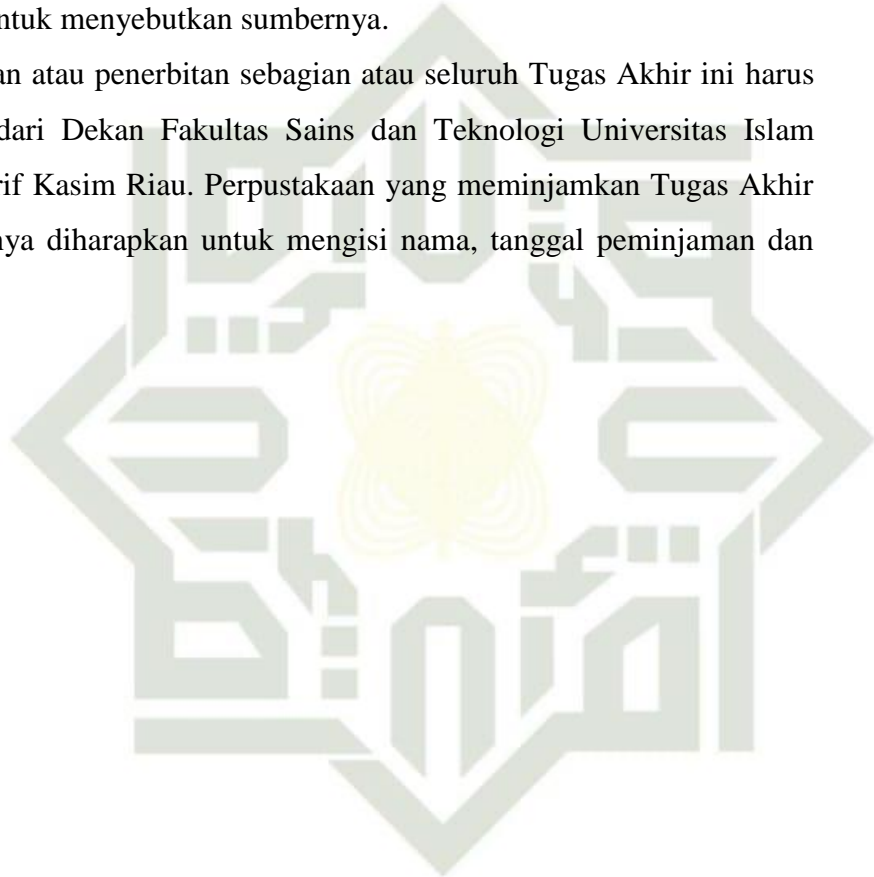 ntuk menyebutkan sumbernya.
an atau penerbitan sebagian atau seluruh Tugas Akhir ini harus
dari Dekan Fakultas Sains dan Teknologi Universitas Islam
rif Kasim Riau. Perpustakaan yang meminjamkan Tugas Akhir
nya diharapkan untuk mengisi nama, tanggal peminjaman dan